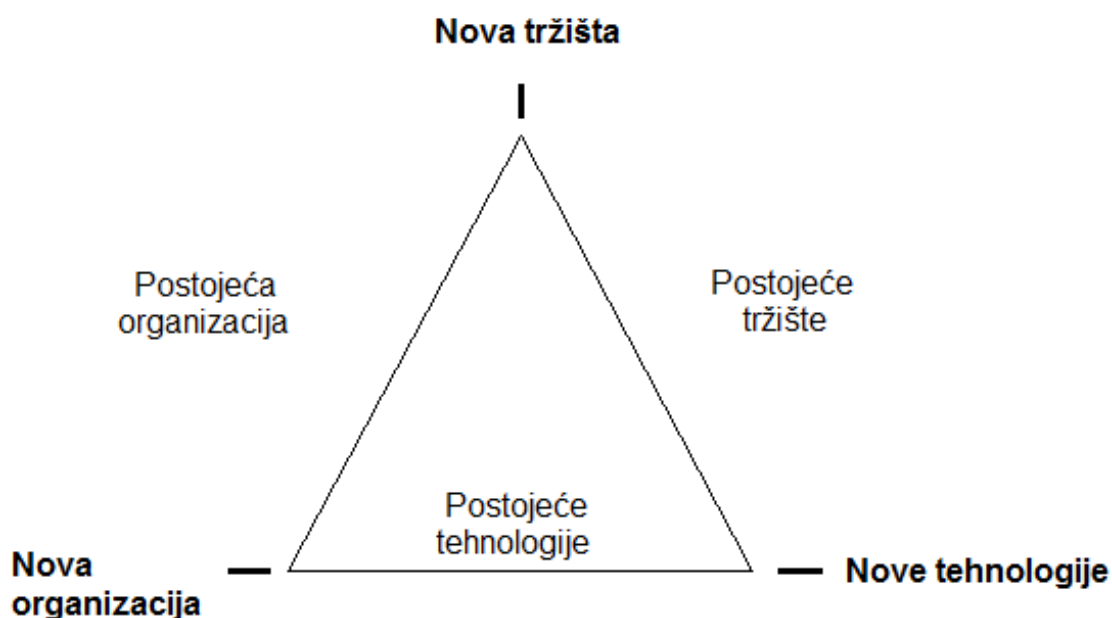 Nova tržišta
Postojeća
organizacija
Postojeće
tržište
Postojeće
tehnologije
Nova
organizacija
Nove tehnologije